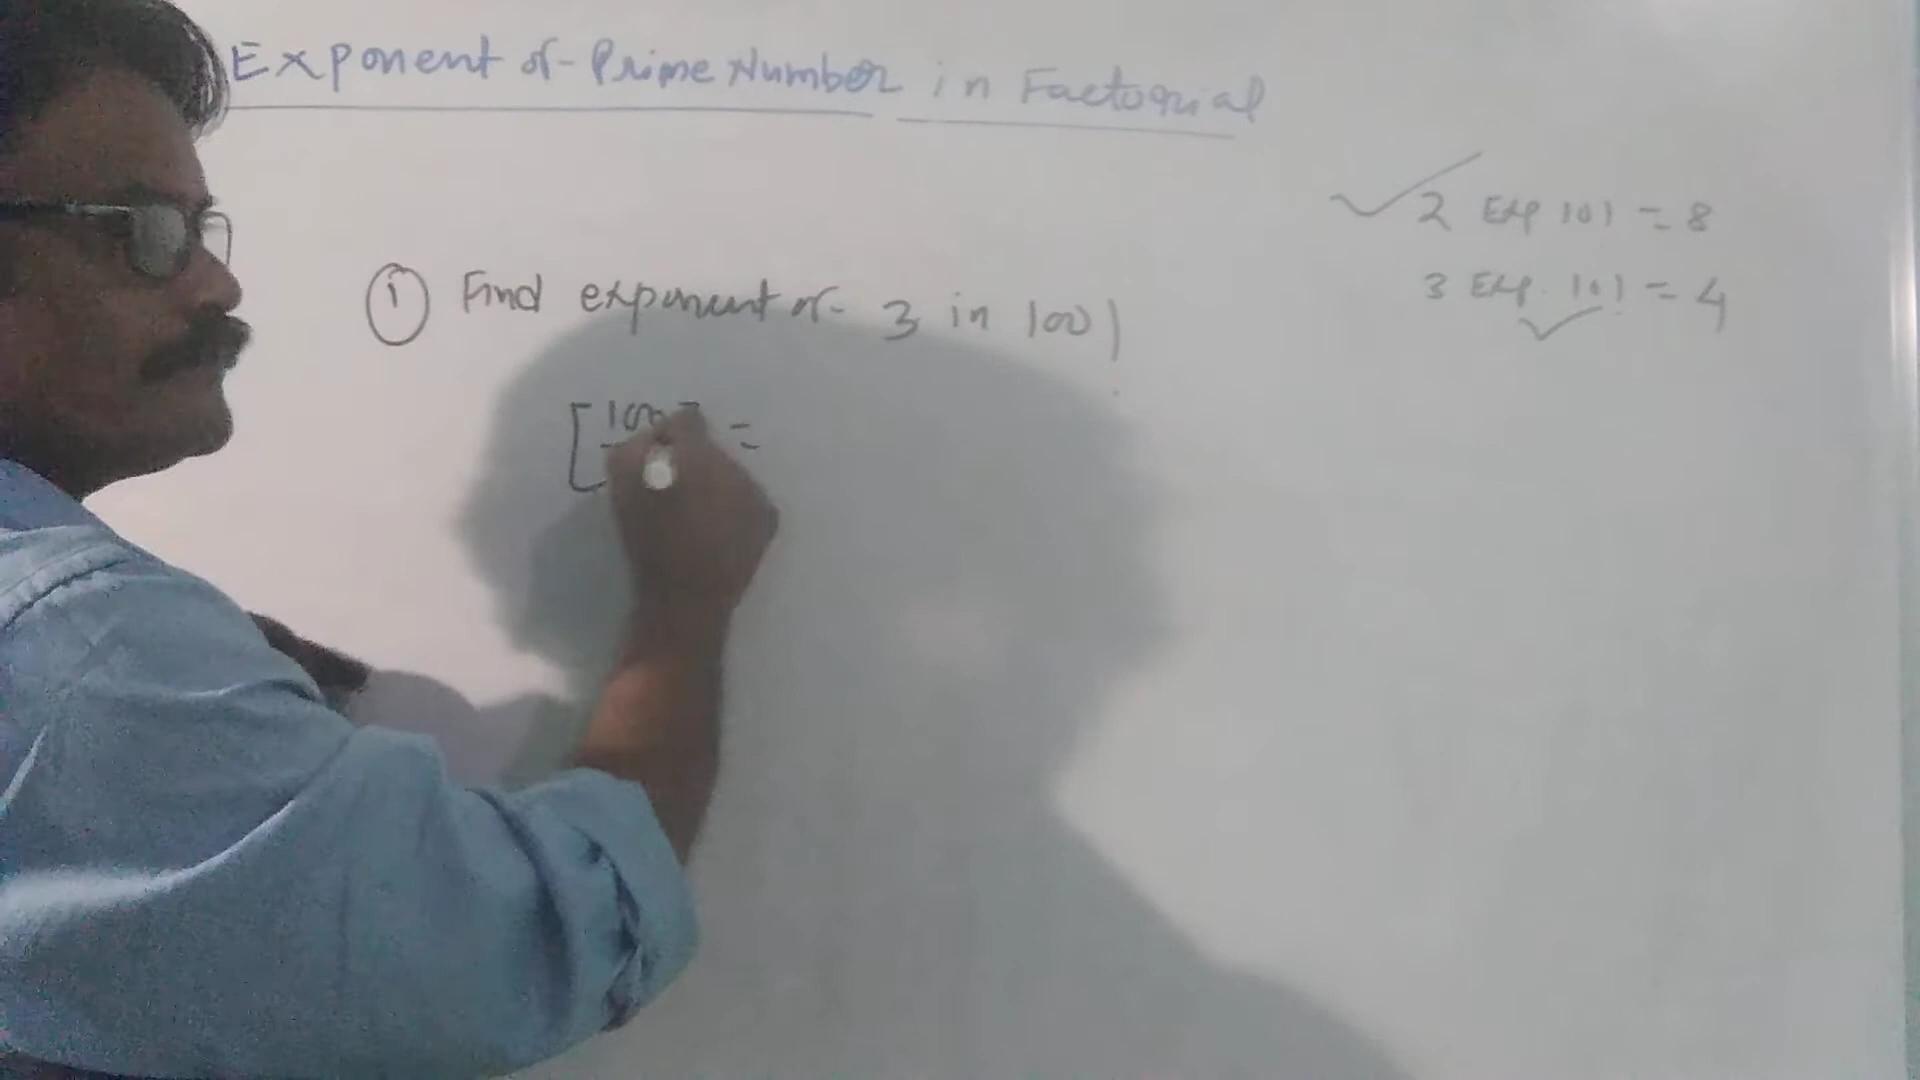 Exponent of Prime Number in Factorial
2 Exp 10! = 8
3 Exp. 10! = 4
① Find exponent of 3 in 100!
[100 =